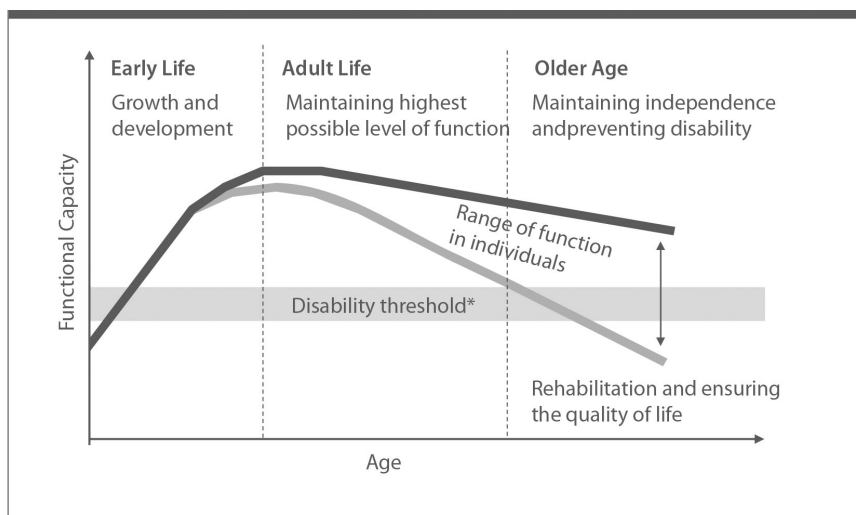 Early Life
Growth and
development
Adult Life
Maintaining highest
possible level of function
Older Age
Maintaining independence
andpreventing disability
Functional Capacity
Range of function
in individuals
Disability threshold*
Rehabilitation and ensuring
the quality of life
Age